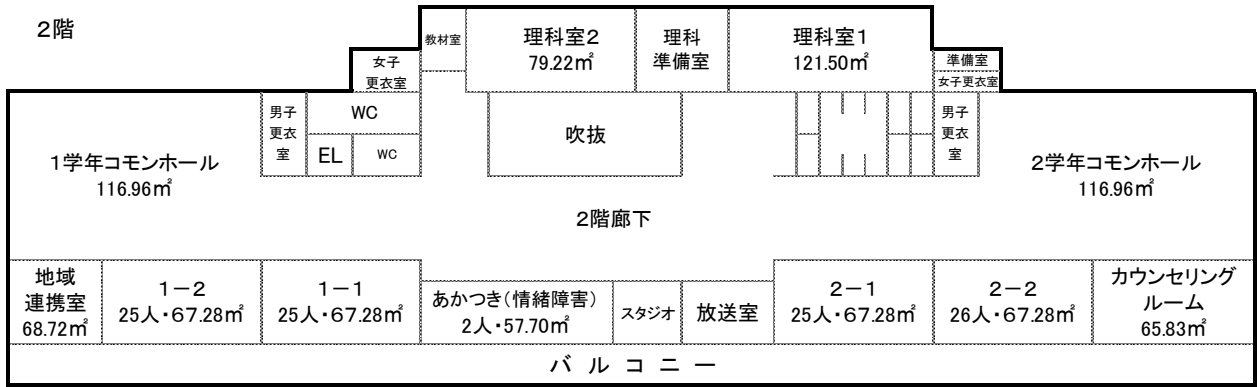 2階
教材室
理科室2
79.22㎡
理科
準備室
理科室1
121.50㎡
女子
更衣室
準備室
女子更衣室
男子
更衣
室
WC
EL
WC
吹抜
男子
更衣
室
1学年コモンホール
116.96㎡
2学年コモンホール
116.96㎡
2階廊下
地域
連携室
68.72㎡
1-2
25人・67.28㎡
1-1
25人・67.28㎡
あかつき(情緒障害)
2人・57.70㎡
スタジオ
放送室
2-1
25人・67.28㎡
2-2
26人・67.28㎡
カウンセリング
ルーム
65.83㎡
バルコニー